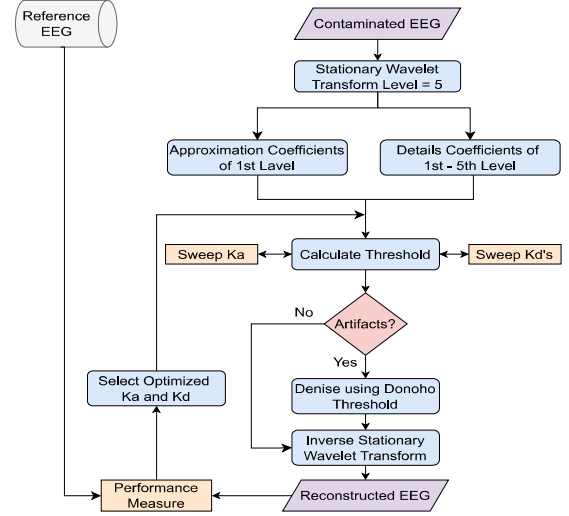 Reference
EEG
Contaminated EEG
Stationary Wavelet
Transform Level = 5
Approximation Coefficients
of 1st Lavel
Details Coefficients of
1st - 5th Level
Sweep Ka
Calculate Threshold
Sweep Kd's
Artifacts?
No
Yes
Select Optimized
Ka and Kd
Denise using Donoho
Threshold
Inverse Stationary
Wavelet Transform
Performance
Measure
Reconstructed EEG